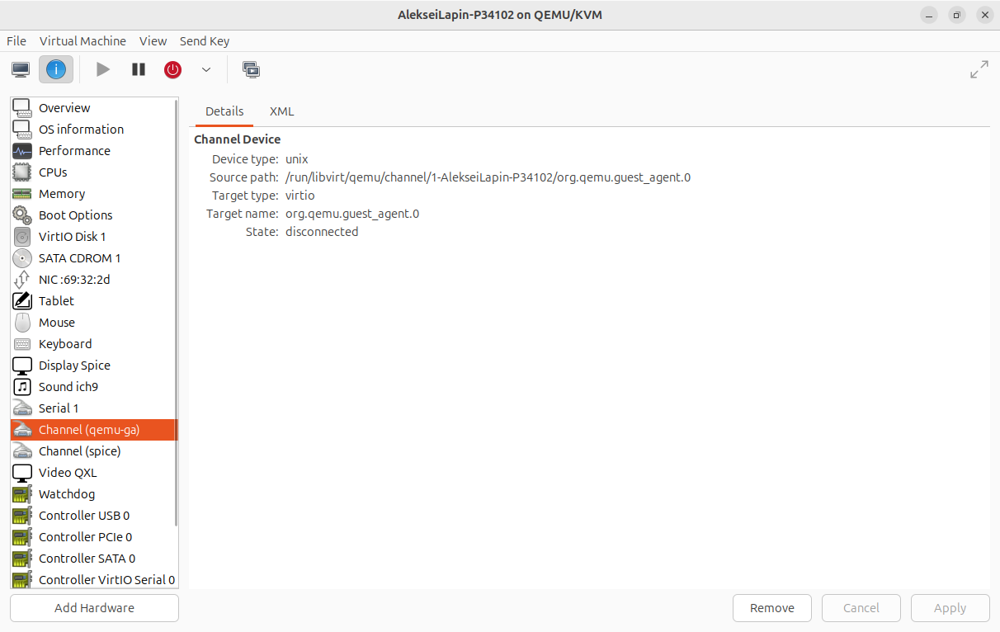 AlekseiLapin-P34102 on QEMU/KVM
File Virtual Machine View Send Key
Overview
OS information
Performance
CPUs
Memory
Boot Options
VirtIO Disk 1
SATA CDROM 1
NIC :69:32:2d
Tablet
Mouse
Keyboard
Display Spice
Sound ich9
Serial 1
Channel (qemu-ga)
Channel (spice)
Video QXL
Watchdog
Controller USB 0
Controller PCIe 0
Controller SATA 0
Controller VirtIO Serial 0
Add Hardware
Details XML
Channel Device
Device type: unix
Source path: /run/libvirt/qemu/channel/1-AlekseiLapin-P34102/org.qemu.guest_agent.0
Target type: virtio
Target name: org.qemu.guest_agent.0
State: disconnected
Remove Cancel Apply